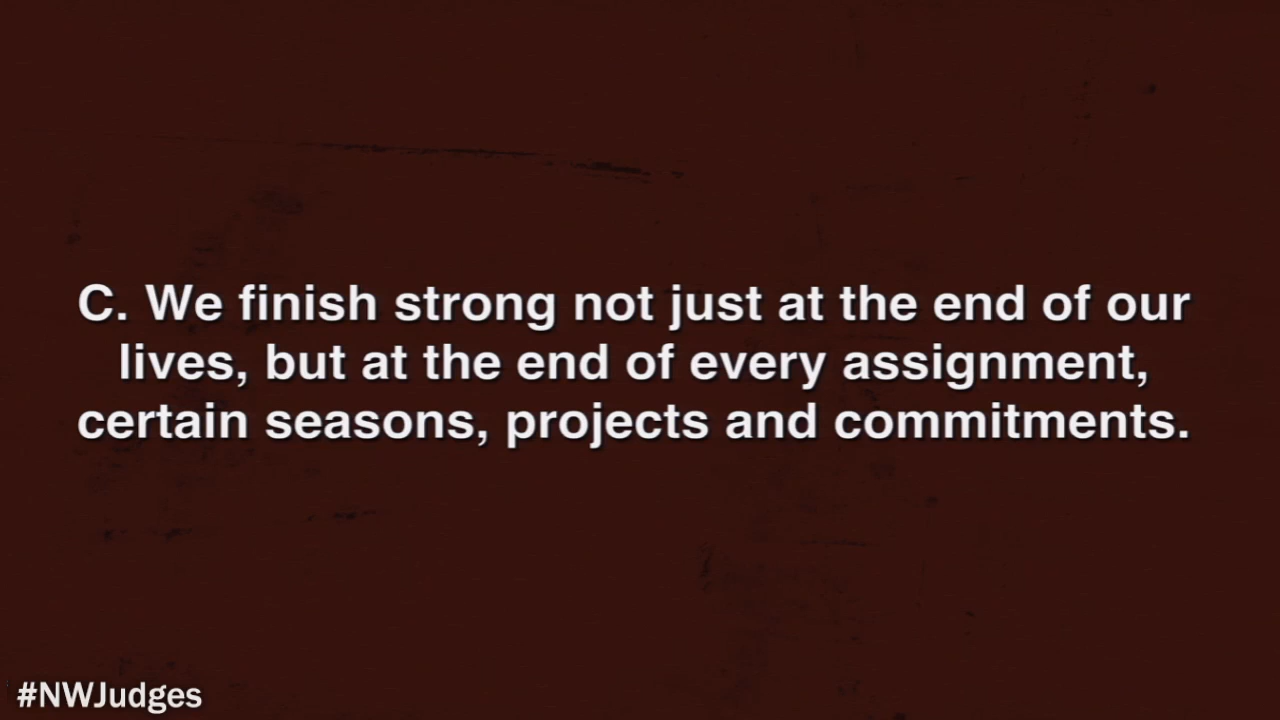 C. We finish strong not just at the end of our
lives, but at the end of every assignment,
certain seasons, projects and commitments.
#NWJudges